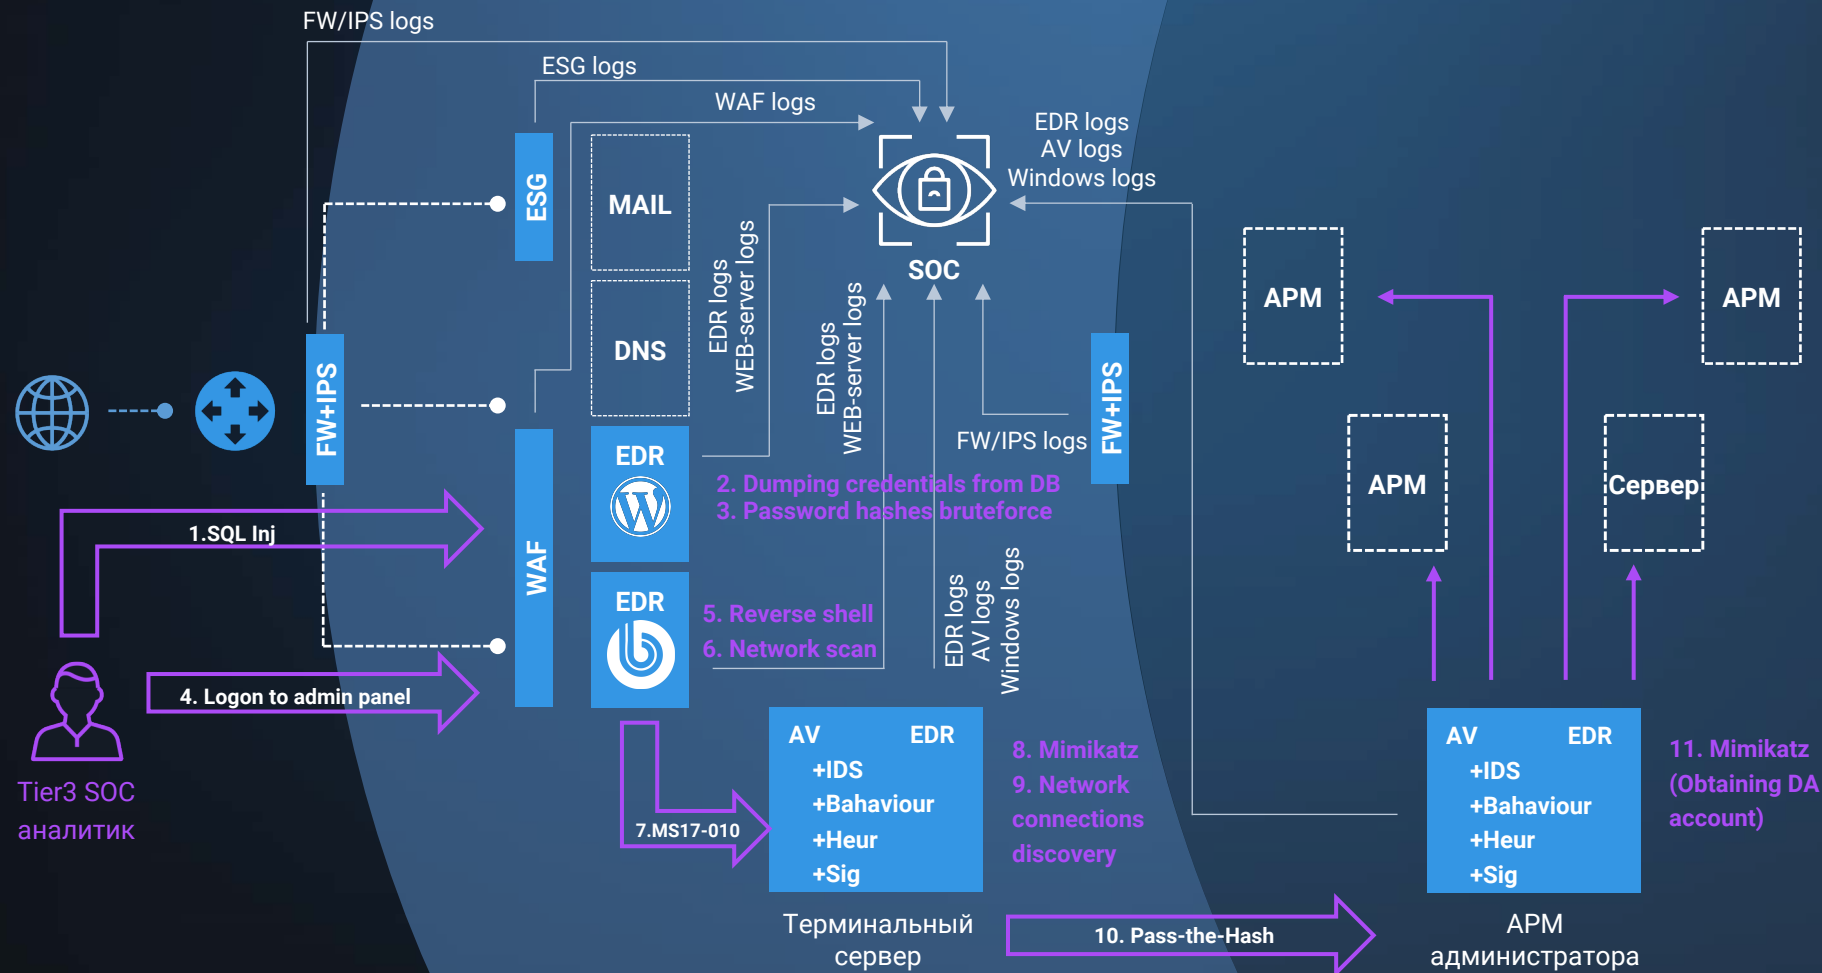 FW/IPS logs
ESG logs
WAF logs
EDR logs
AV logs
Windows logs
ESG
MAIL
SOC
EDR logs
WEB-server logs
DNS
EDR logs
WEB-server logs
АРМ
АРМ
FW+IPS
FW+IPS
FW/IPS logs
EDR
2. Dumping credentials from DB
3. Password hashes bruteforce
АРМ
Сервер
1.SQL Inj
WAF
EDR
5. Reverse shell
6. Network scan
EDR logs
AV logs
Windows logs
4. Logon to admin panel
Tier3 SOC
аналитик
7.MS17-010
AV EDR
+IDS
+Bahaviour
+Heur
+Sig
8. Mimikatz
9. Network
connections
discovery
AV EDR
+IDS
+Bahaviour
+Heur
+Sig
11. Mimikatz
(Obtaining DA
account)
Терминальный
сервер
10. Pass-the-Hash
АРМ
администратора